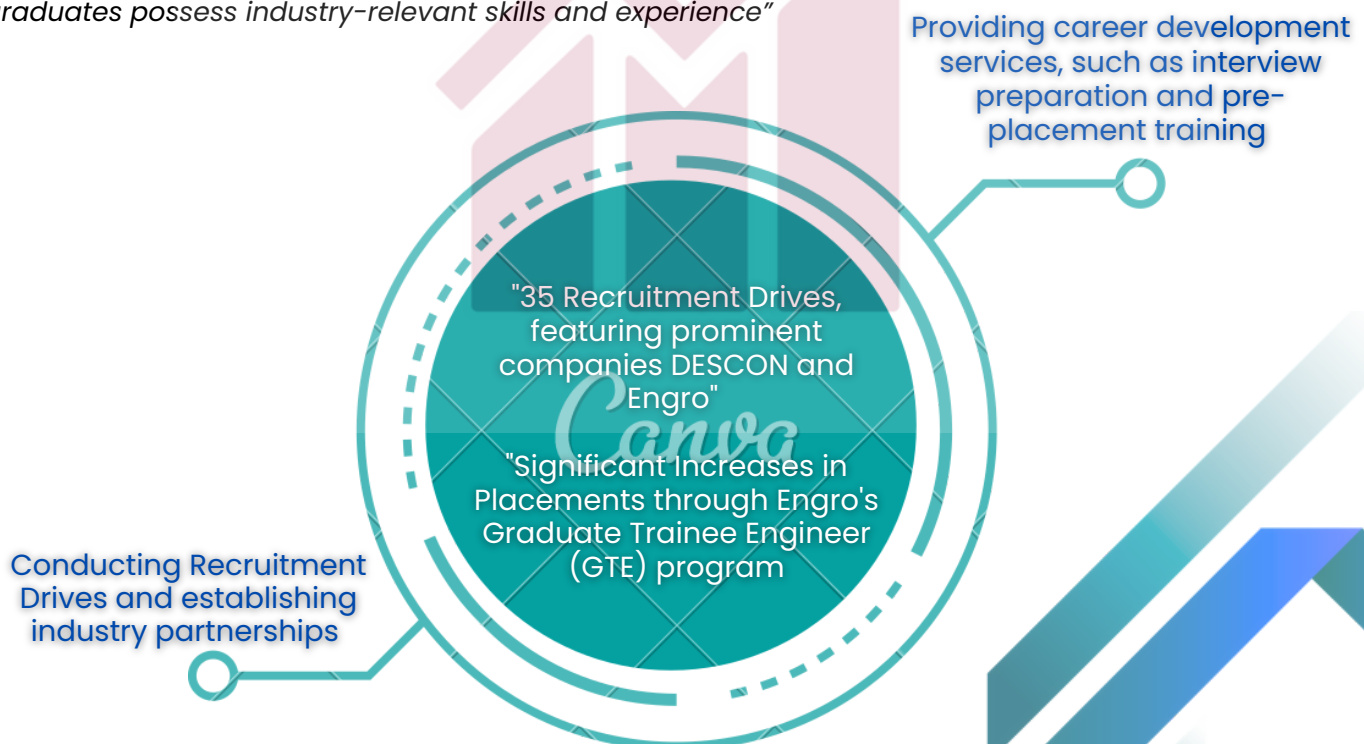 graduates possess industry-relevant skills and experience”
Providing career development
services, such as interview
preparation and pre-
placement training
"35 Recruitment Drives,
featuring prominent
companies DESCON and
Engro"
Canva
"Significant Increases in
Placements through Engro's
Graduate Trainee Engineer
(GTE) program
Conducting Recruitment
Drives and establishing
industry partnerships